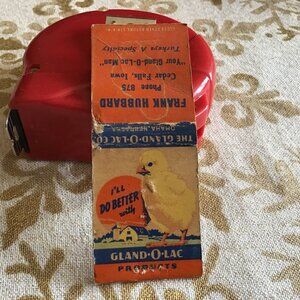 FRANK HUBBARD
Phone 875
Cedar Falls, Iowa
"Your Gland-O-Lac Man"
Turkeys A Specialty
THE GLAND-O-LAC CO.
OMAHA, NEBRASKA
I'LL
DO BETTER
with
GLAND-O-LAC
PRODUCTS